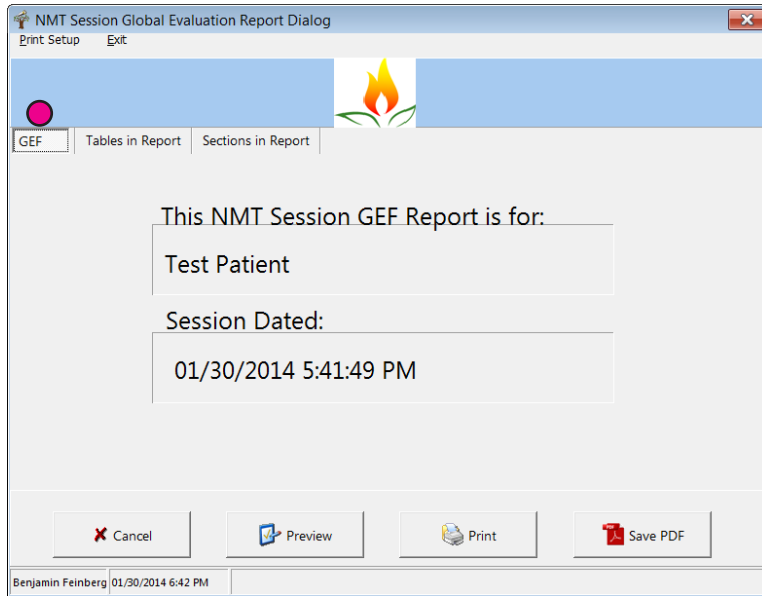 NMT Session Global Evaluation Report Dialog
Print Setup Exit
GEF Tables in Report Sections in Report
This NMT Session GEF Report is for:
Test Patient
Session Dated:
01/30/2014 5:41:49 PM
Cancel Preview Print Save PDF
Benjamin Feinberg 01/30/2014 6:42 PM